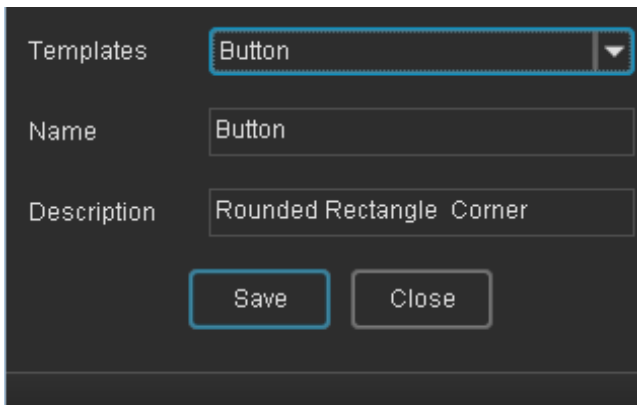 Templates Button
Name Button
Description Rounded Rectangle  Corner
Save Close